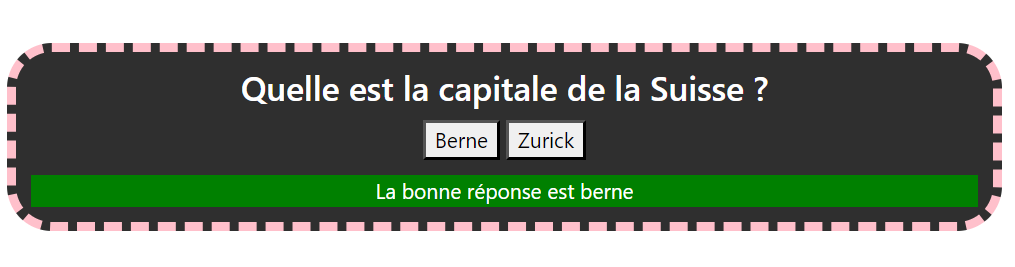 Quelle est la capitale de la Suisse ?
Berne Zurick
La bonne réponse est berne